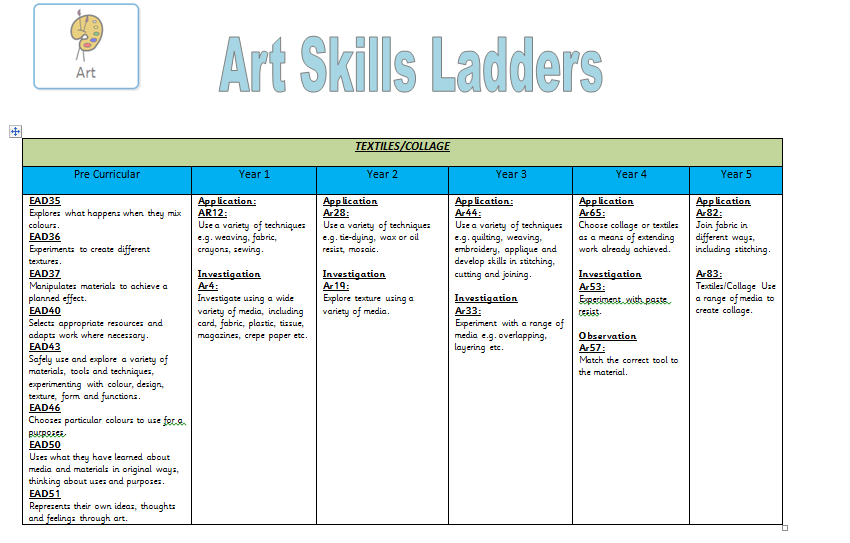 Art
Art Skills Ladders
TEXTILES/COLLAGE
Pre Curricular
Year 1
Year 2
Year 3
Year 4
Year 5
EAD35
Explores what happens when they mix
colours.
EAD36
Experiments to create different
textures.
EAD37
Manipulates materials to achieve a
planned effect.
EAD40
Selects appropriate resources and
adapts work where necessary.
EAD43
Safely use and explore a variety of
materials, tools and techniques,
experimenting with colour, design,
texture, form and functions.
EAD46
Chooses particular colours to use for a
purposes.
EAD50
Uses what they have learned about
media and materials in original ways,
thinking about uses and purposes.
EAD51
Represents their own ideas, thoughts
and feelings through art.
Application:
AR12:
Use a variety of techniques
e.g. weaving, fabric,
crayons, sewing.
Investigation
Ar4:
Investigate using a wide
variety of media, including
card, fabric, plastic, tissue,
magazines, crepe paper etc.
Application
Ar28:
Use a variety of techniques
e.g. tie-dying, wax or oil
resist, mosaic.
Investigation
Ar19:
Explore texture using a
variety of media.
Application:
Ar44:
Use a variety of techniques
e.g. quilting, weaving,
embroidery, applique and
develop skills in stitching,
cutting and joining.
Investigation
Ar33:
Experiment with a range of
media e.g. overlapping,
layering etc.
Application
Ar65:
Choose collage or textiles
as a means of extending
work already achieved.
Investigation
Ar53:
Experiment with paste
resist.
Observation
Ar57:
Match the correct tool to
the material.
Application
Ar82:
Join fabric in
different ways,
including stitching.
Ar83:
Textiles/Collage Use
a range of media to
create collage.